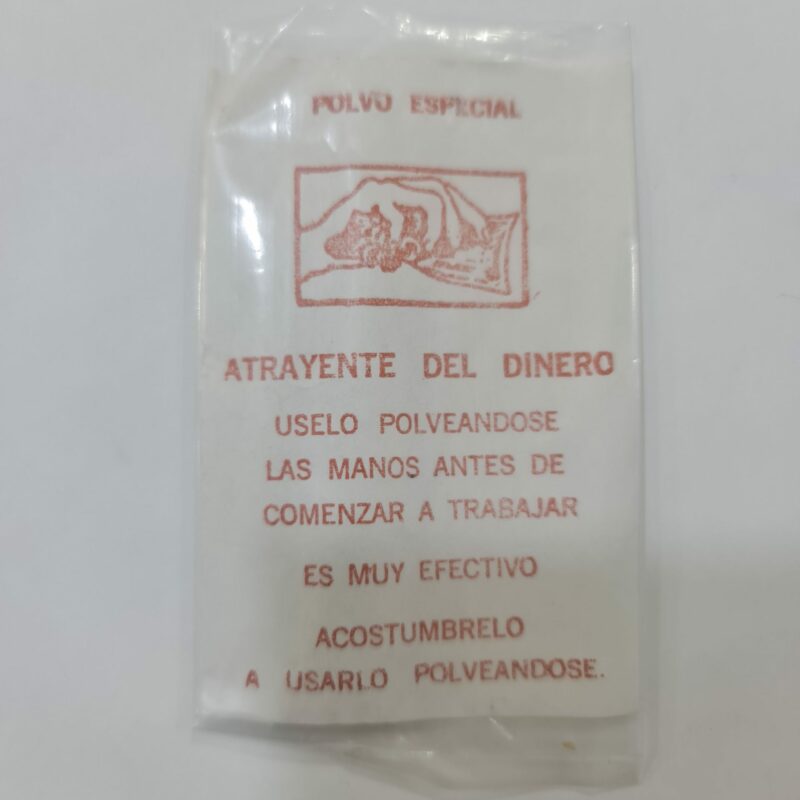 POLVO ESPECIAL
ATRAYENTE DEL DINERO
USELO POLVEANDOSE
LAS MANOS ANTES DE
COMENZAR A TRABAJAR
ES MUY EFECTIVO
ACOSTUMBRELO
A USARLO POLVEANDOSE.